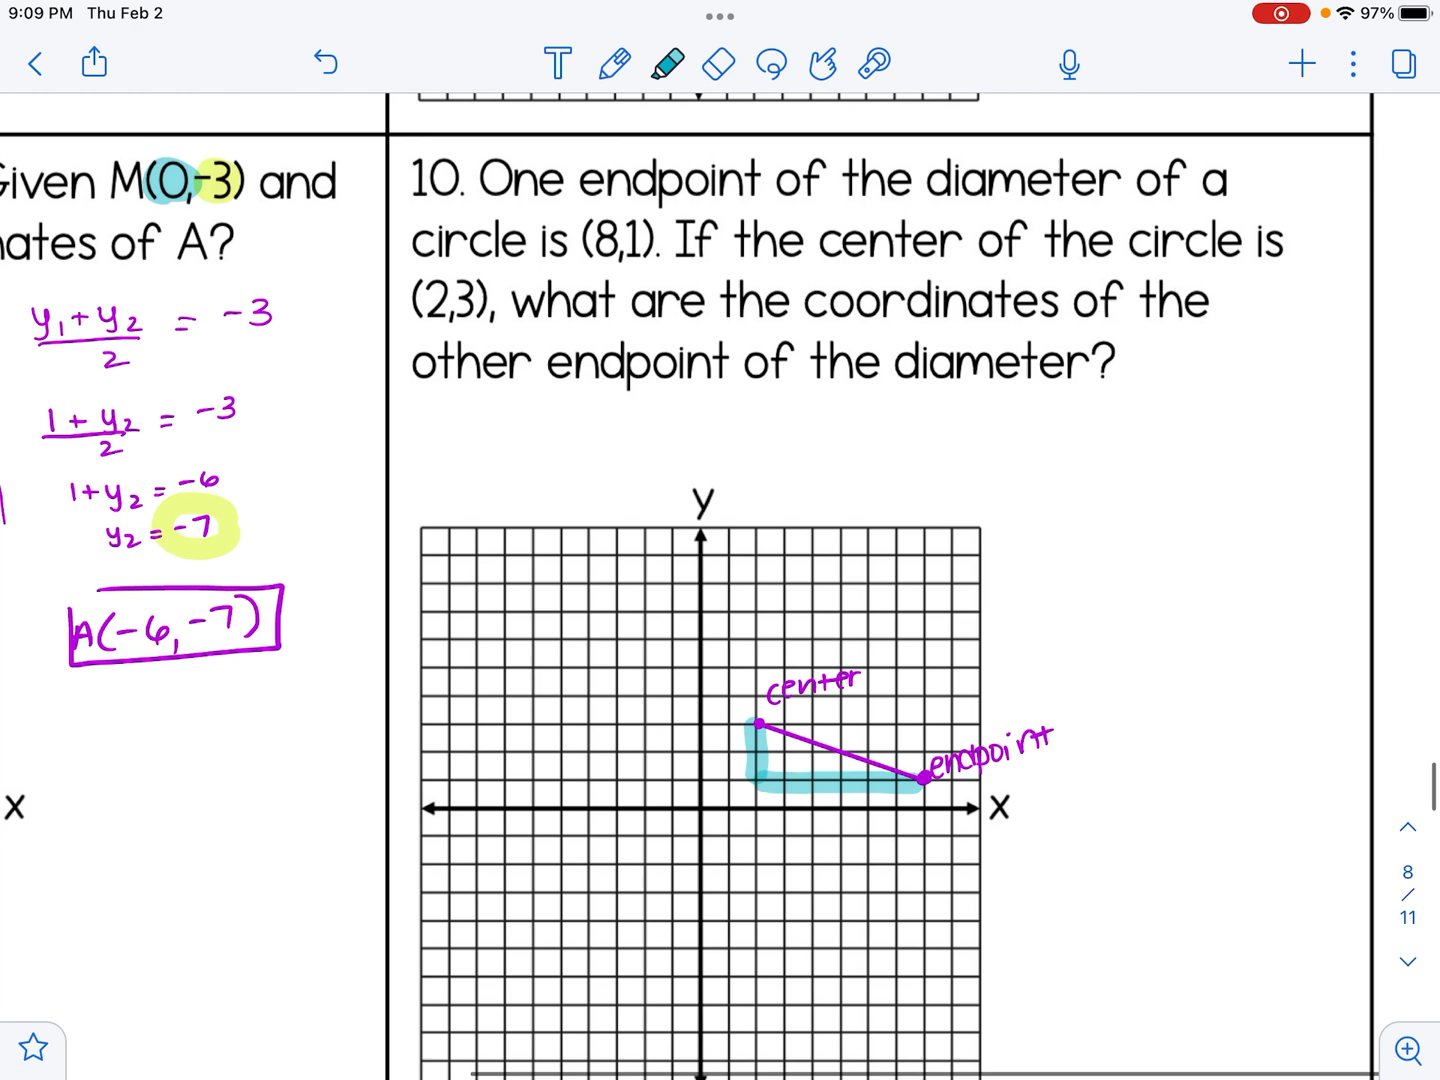 9:09 PM Thu Feb 2
97%
Given M(0,-3) and
nates of A?
y₁+y₂/2 = -3
1+y₂/2 = -3
1+y₂ = -6
y₂ = -7
A(-6,-7)
x
10. One endpoint of the diameter of a
circle is (8,1). If the center of the circle is
(2,3), what are the coordinates of the
other endpoint of the diameter?
y
center
endpoint
x
8
/
11